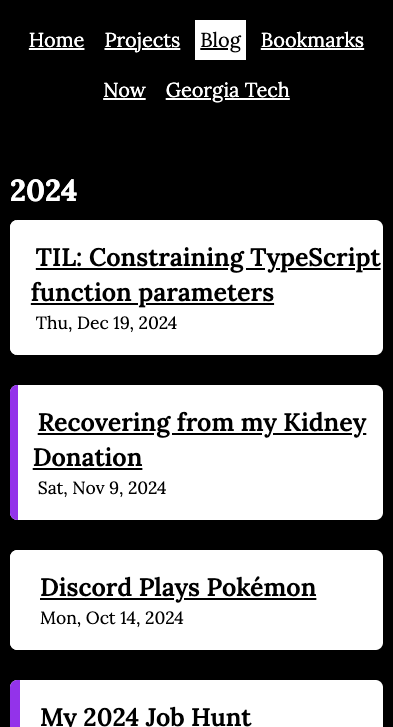 Home Projects Blog Bookmarks
Now Georgia Tech
2024
TIL: Constraining TypeScript
function parameters
Thu, Dec 19, 2024
Recovering from my Kidney
Donation
Sat, Nov 9, 2024
Discord Plays Pokémon
Mon, Oct 14, 2024
My 2024 Job Hunt